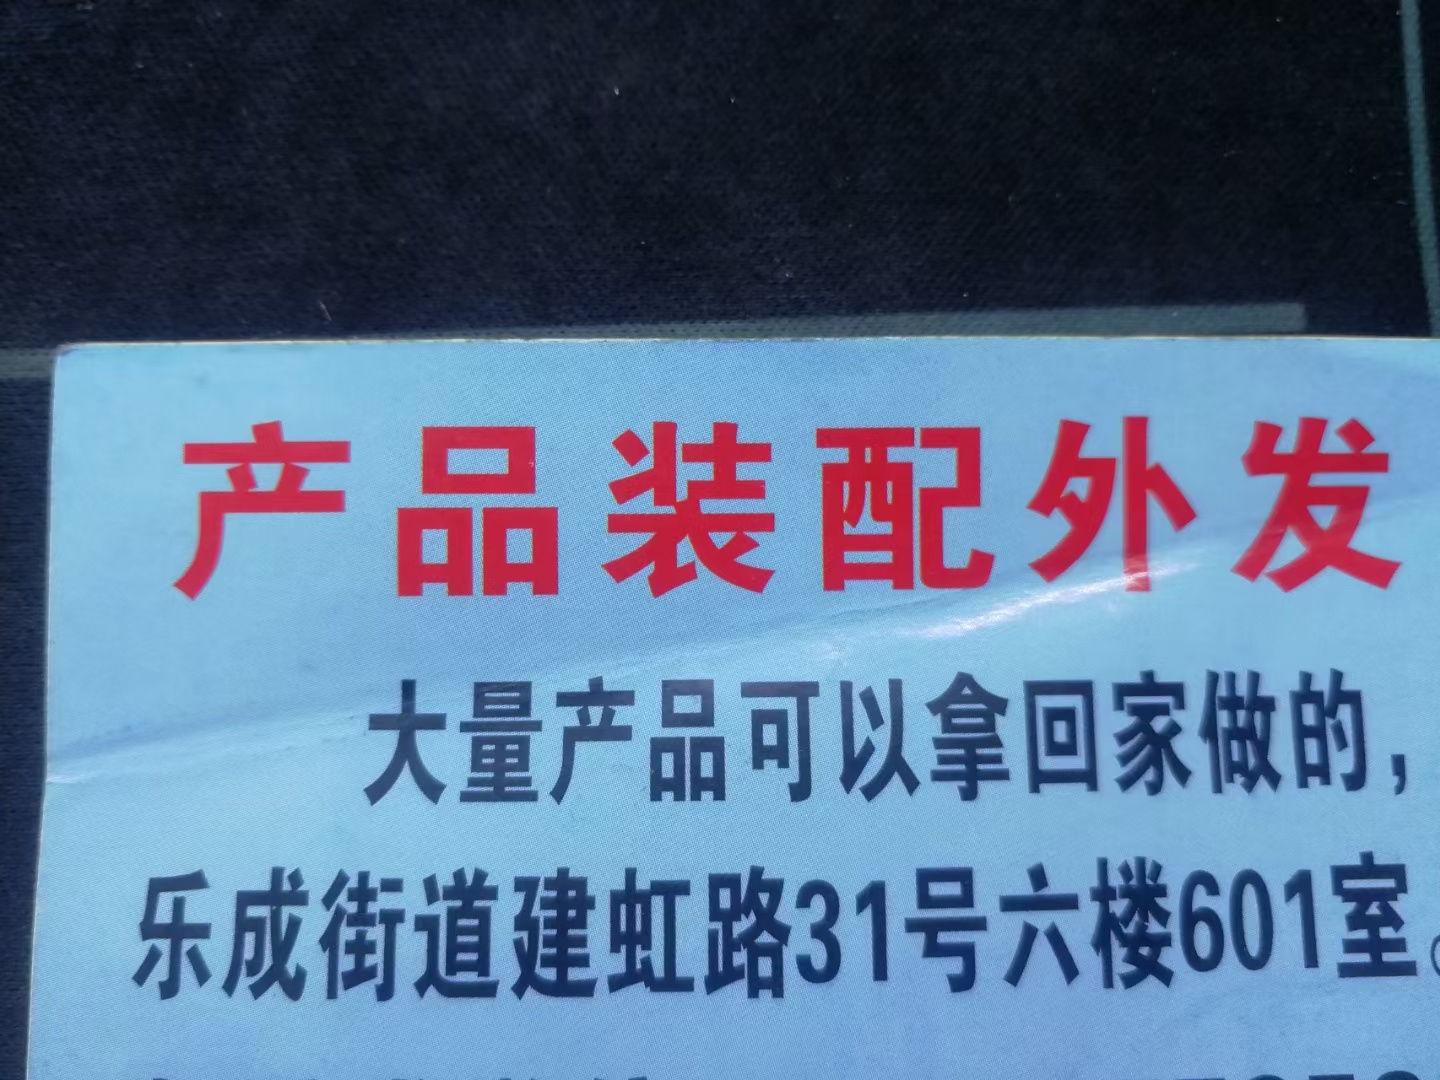 产品装配外发
大量产品可以拿回家做的，
乐成街道建虹路31号六楼601室。